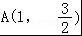 A(1, 3/2)